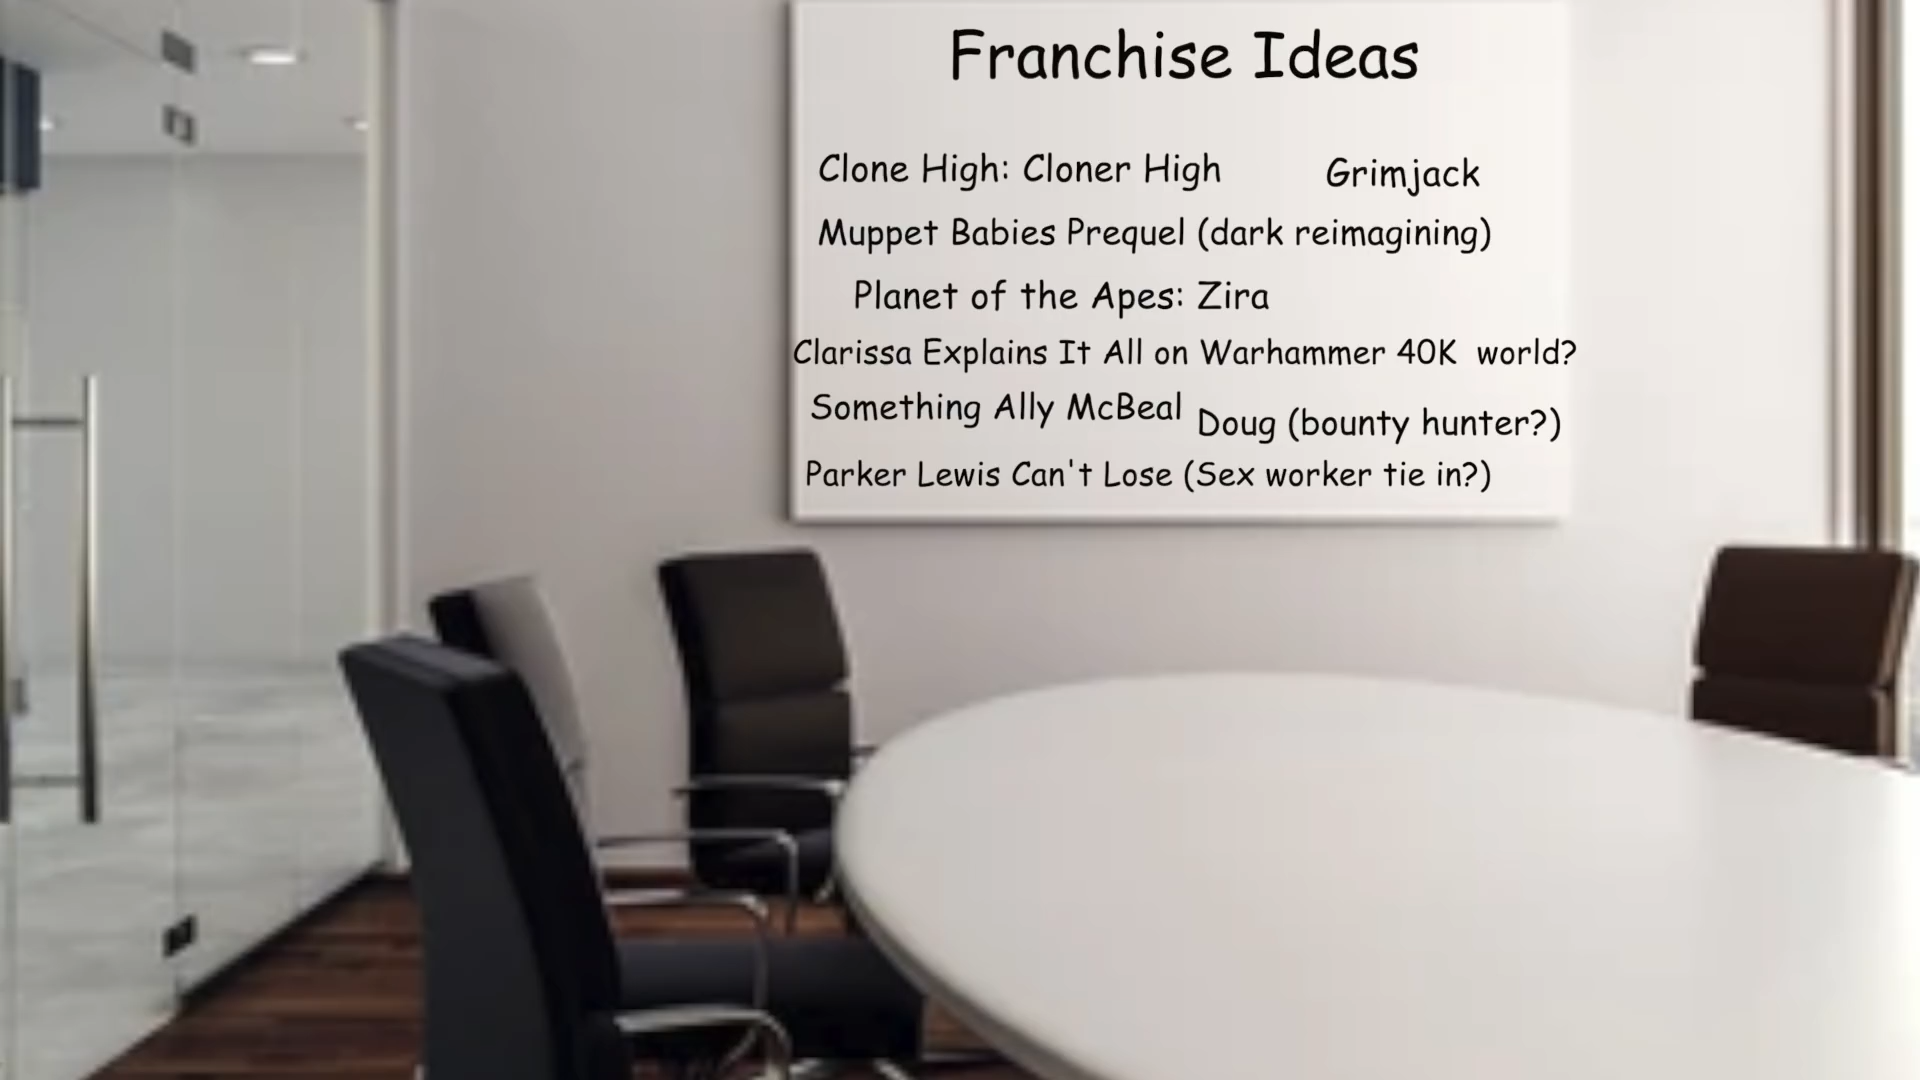 Franchise Ideas
Clone High: Cloner High
Grimjack
Muppet Babies Prequel (dark reimagining)
Planet of the Apes: Zira
Clarissa Explains It All on Warhammer 40K world?
Something Ally McBeal
Doug (bounty hunter?)
Parker Lewis Can't Lose (Sex worker tie in?)